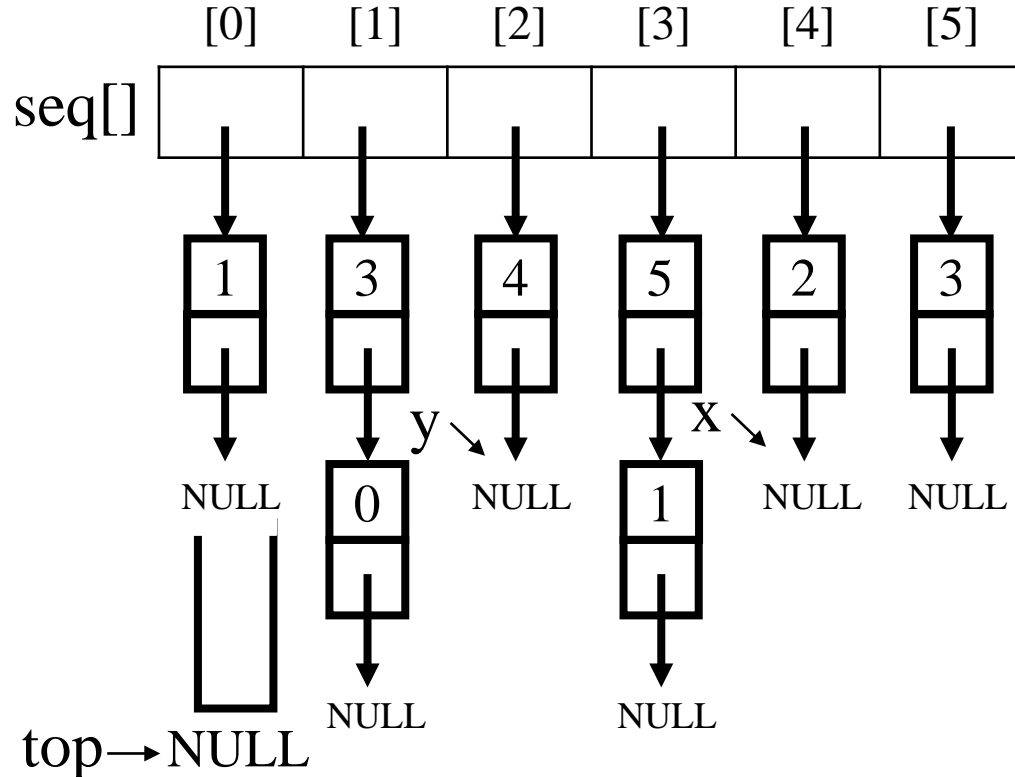 [0] [1] [2] [3] [4] [5]
seq[]
1 3 4 5 2 3
y x
NULL 0 NULL 1 NULL NULL
NULL NULL
top NULL